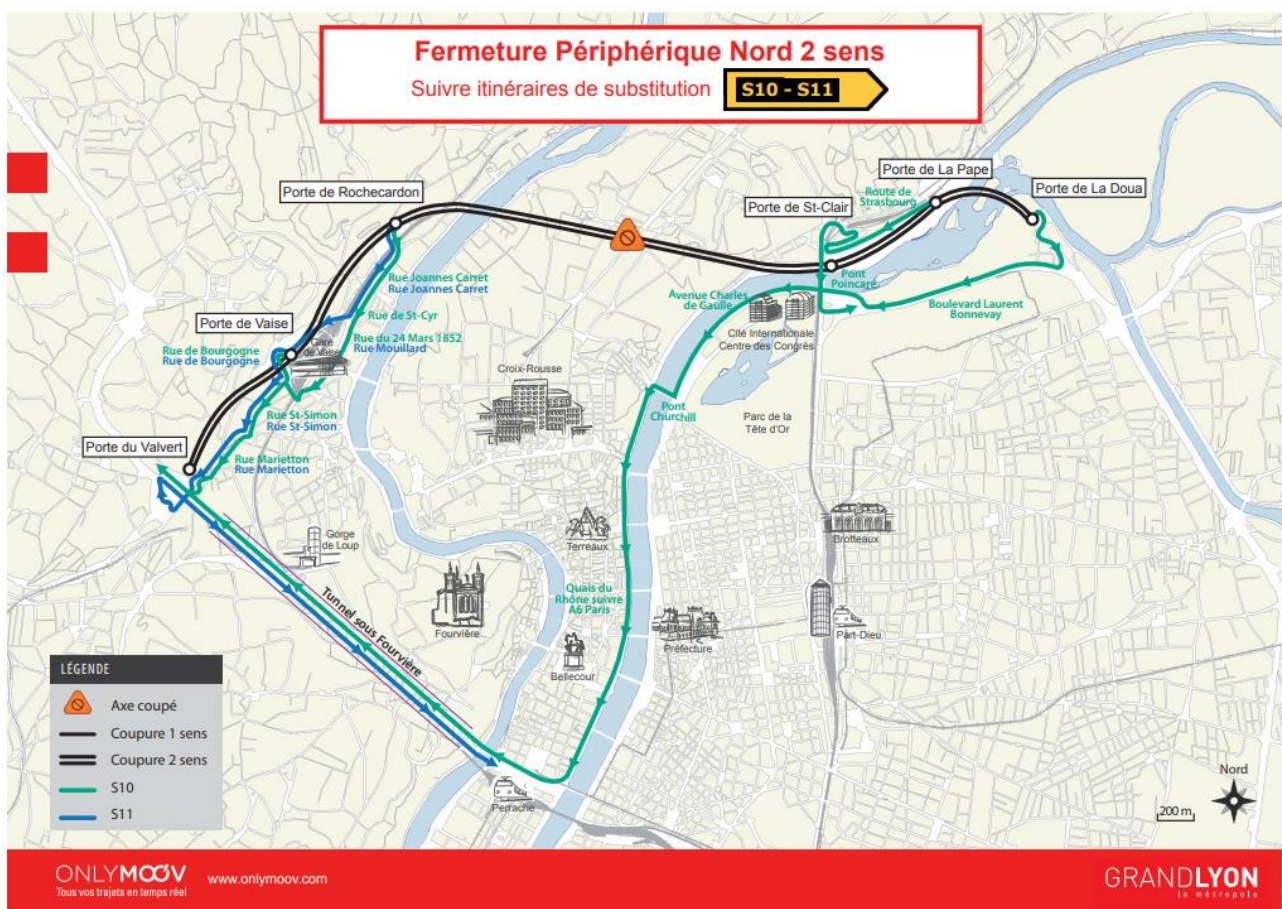 Fermeture Périphérique Nord 2 sens
Suivre itinéraires de substitution
S10 - S11
Porte de La Pape
Porte de Rochecardon
Route de
Strasbourg
Porte de La Doua
Porte de St-Clair
Rue Joannes Carret
Rue Joannes Carret
Pont
Poincaré
Avenue Charles
de Gaulle
Boulevard Laurent
Bonnevay
Rue de St-Cyr
Porte de Vaise
Cité Internationale
Centre des Congrès
Rue du 24 Mars 1852
Rue Mouillard
Gare
de Vaise
Rue de Bourgogne
Rue de Bourgogne
Croix-Rousse
Pont
Churchill
Parc de la
Tête d'Or
Rue St-Simon
Rue St-Simon
Porte du Valvert
Rue Marietton
Rue Marietton
Gorge
de Loup
Terreaux
Brotteaux
Tunnel sous Fourvière
Quais du
Rhône suivre
A6 Paris
Fourvière
Préfecture
Part-Dieu
Bellecour
Perrache
LÉGENDE
Axe coupé
Coupure 1 sens
Coupure 2 sens
S10
S11
Nord
200 m
ONLYMOOV
Tous vos trajets en temps réel
www.onlymoov.com
GRANDLYON
la métropole